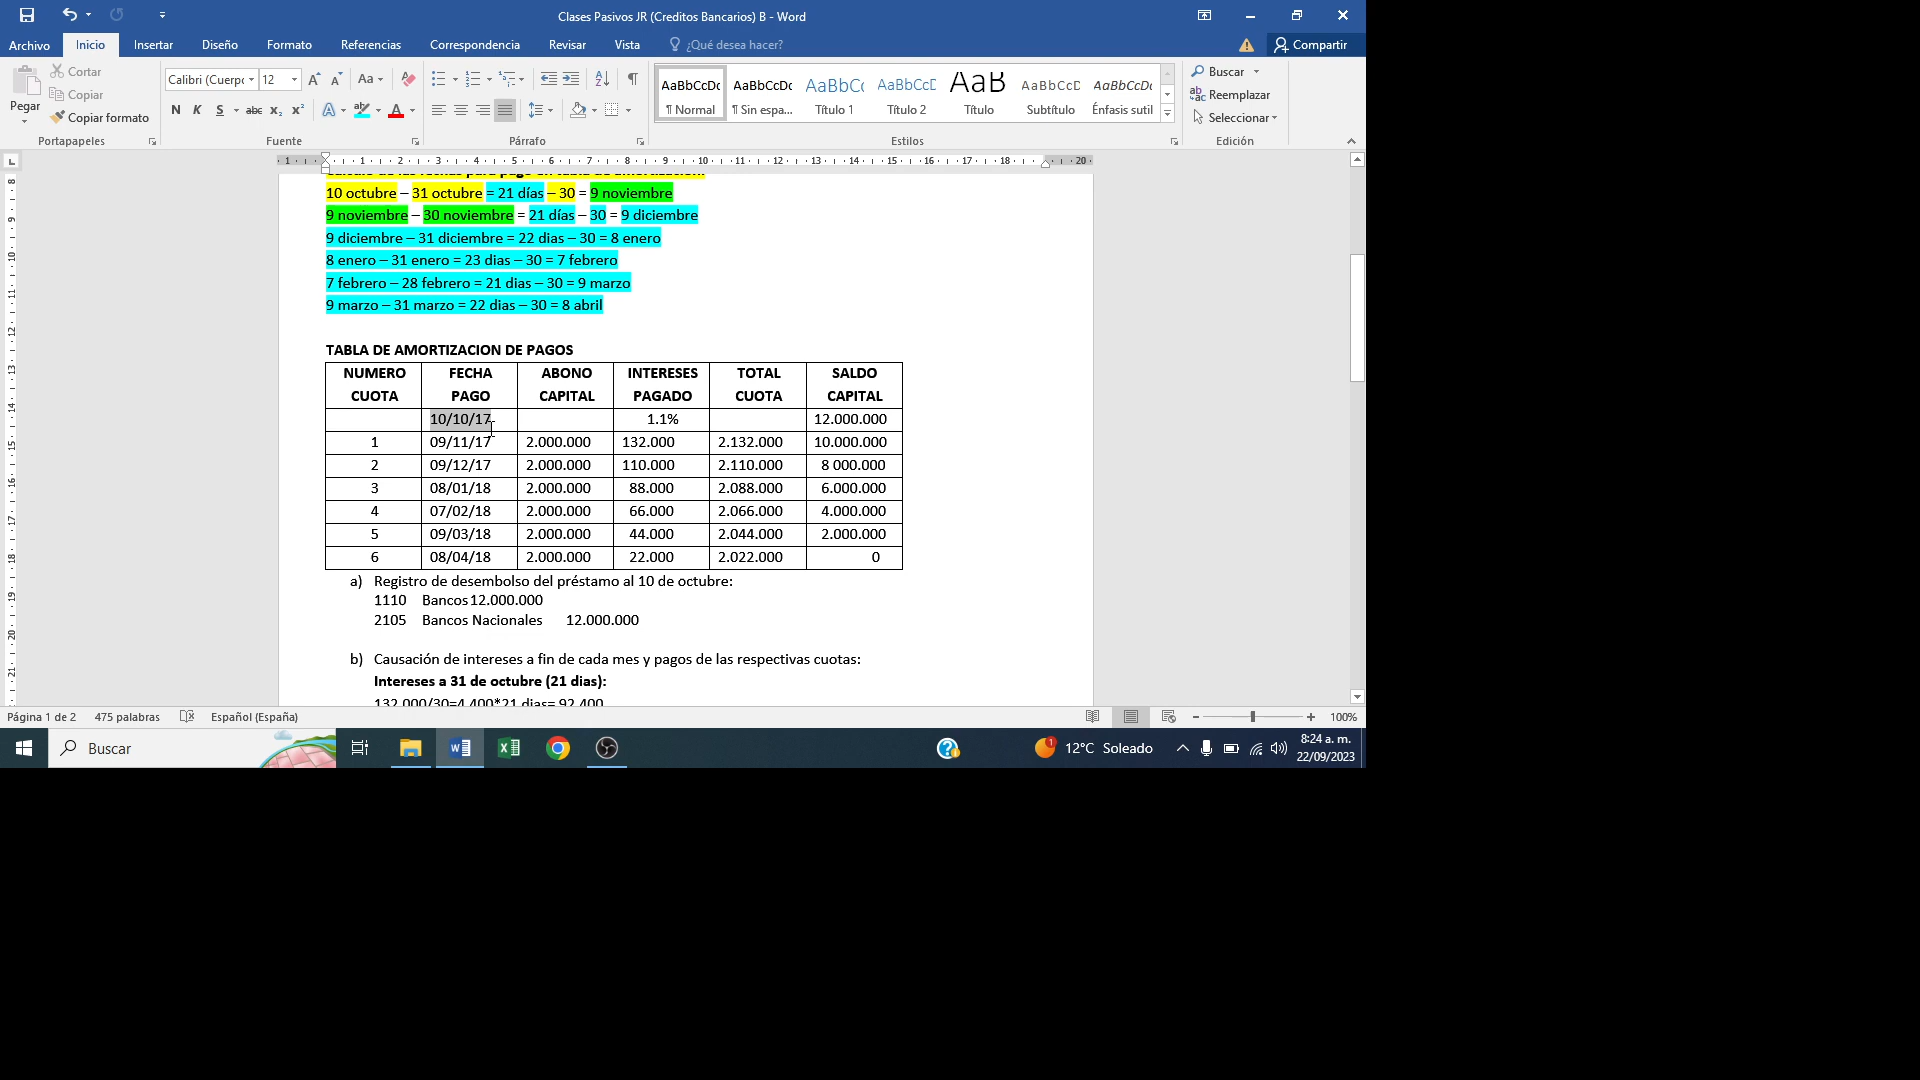 Clases Pasivos JR (Creditos Bancarios) B - Word
Archivo Inicio Insertar Diseño Formato Referencias Correspondencia Revisar Vista ¿Qué desea hacer? Compartir
Pegar
Cortar
Copiar
Copiar formato
Portapapeles
Calibri (Cuerpo 12
N K S abc x₂ x²
Fuente
Párrafo
AaBbCcDc AaBbCcDc AaBbCc AaBbCcD AaB AaBbCcD AaBbCcDc
¶ Normal ¶ Sin espa... Título 1 Título 2 Título Subtítulo Énfasis sutil
Estilos
Buscar
Reemplazar
Seleccionar
Edición
10 octubre – 31 octubre = 21 días – 30 = 9 noviembre
9 noviembre – 30 noviembre = 21 días – 30 = 9 diciembre
9 diciembre – 31 diciembre = 22 dias – 30 = 8 enero
8 enero – 31 enero = 23 dias – 30 = 7 febrero
7 febrero – 28 febrero = 21 dias – 30 = 9 marzo
9 marzo – 31 marzo = 22 dias – 30 = 8 abril
TABLA DE AMORTIZACION DE PAGOS
NUMERO CUOTA FECHA PAGO ABONO CAPITAL INTERESES PAGADO TOTAL CUOTA SALDO CAPITAL
10/10/17 1.1% 12.000.000
1 09/11/17 2.000.000 132.000 2.132.000 10.000.000
2 09/12/17 2.000.000 110.000 2.110.000 8 000.000
3 08/01/18 2.000.000 88.000 2.088.000 6.000.000
4 07/02/18 2.000.000 66.000 2.066.000 4.000.000
5 09/03/18 2.000.000 44.000 2.044.000 2.000.000
6 08/04/18 2.000.000 22.000 2.022.000 0
a) Registro de desembolso del préstamo al 10 de octubre:
1110 Bancos 12.000.000
2105 Bancos Nacionales 12.000.000
b) Causación de intereses a fin de cada mes y pagos de las respectivas cuotas:
Intereses a 31 de octubre (21 dias):
132.000/30=4.400*21 dias= 92.400
Página 1 de 2 475 palabras Español (España) 100%
Buscar
12°C Soleado
8:24 a. m.
22/09/2023